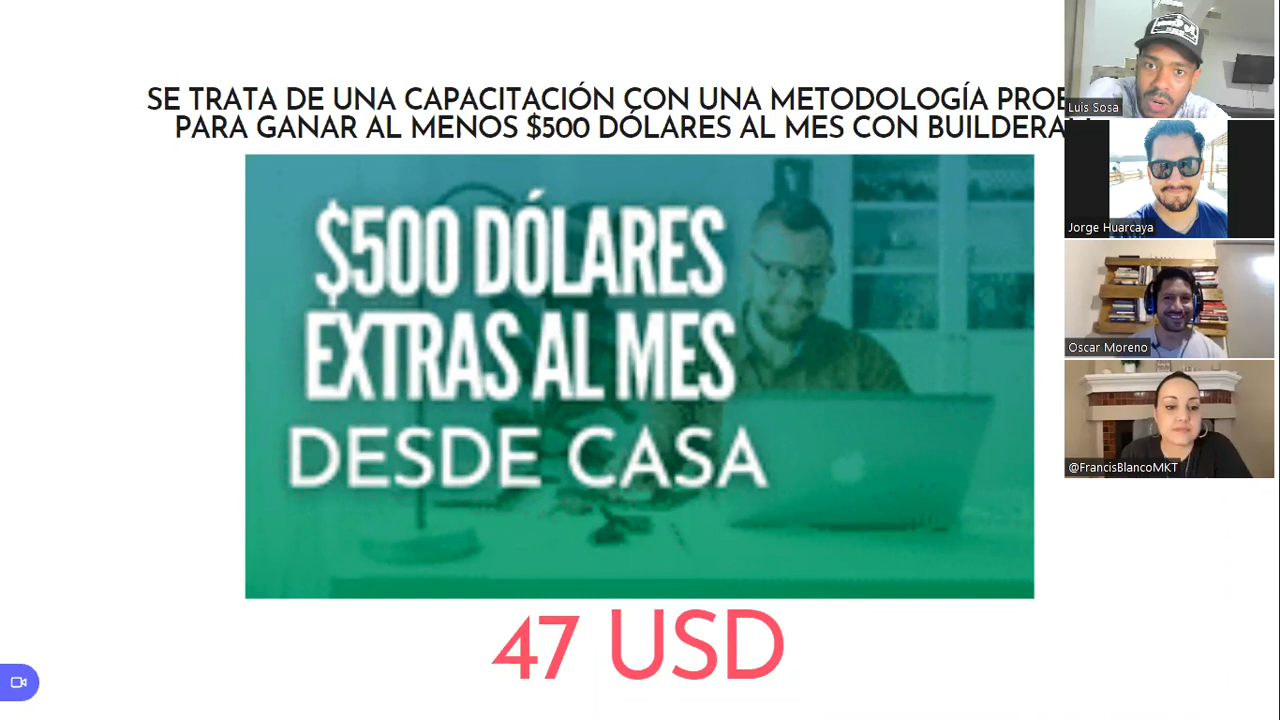 SE TRATA DE UNA CAPACITACIÓN CON UNA METODOLOGÍA
PARA GANAR AL MENOS $500 DÓLARES AL MES CON
$500 DÓLARES
EXTRAS AL MES
DESDE CASA
47 USD
Luis Sosa
Jorge Huarcaya
Oscar Moreno
@FrancisBlancoMKT